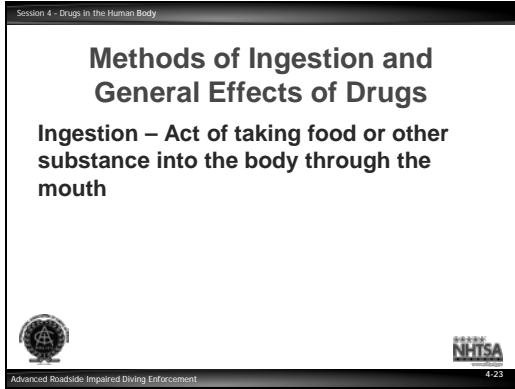 Session 4 - Drugs in the Human Body
Methods of Ingestion and
General Effects of Drugs
Ingestion – Act of taking food or other
substance into the body through the
mouth
NHTSA
Advanced Roadside Impaired Diving Enforcement
4-23